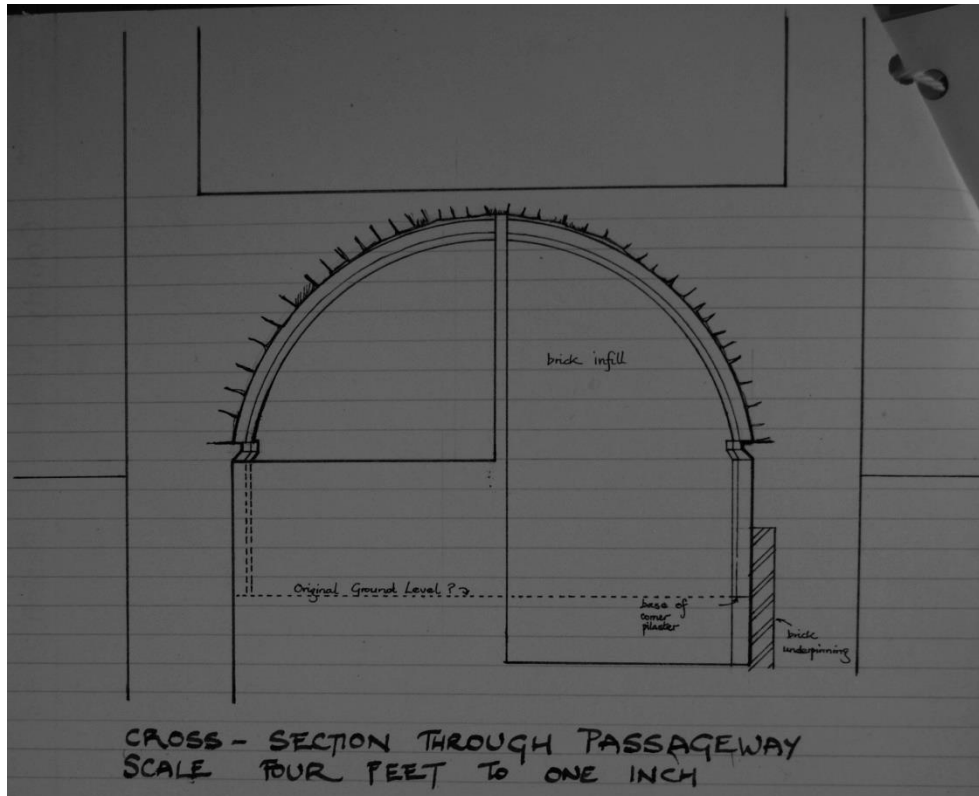 brick infill
Original Ground Level?
base of
corner
pilaster
brick
underpinning
CROSS - SECTION THROUGH PASSAGEWAY
SCALE FOUR FEET TO ONE INCH